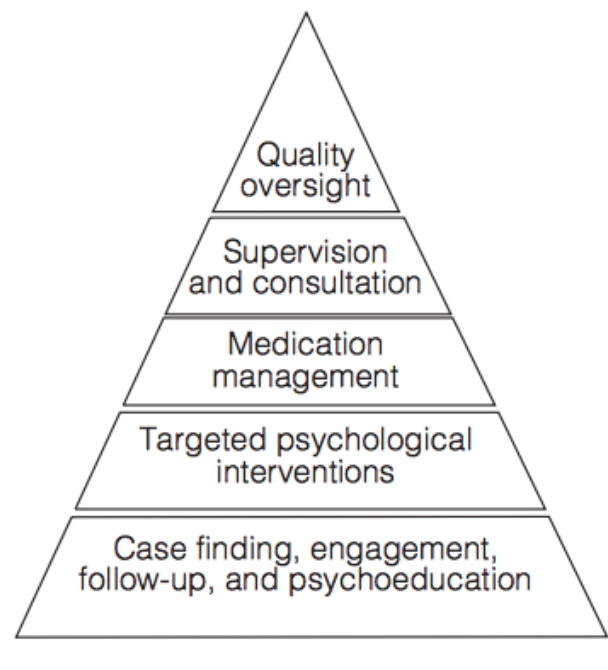 Quality
oversight
Supervision
and consultation
Medication
management
Targeted psychological
interventions
Case finding, engagement,
follow-up, and psychoeducation